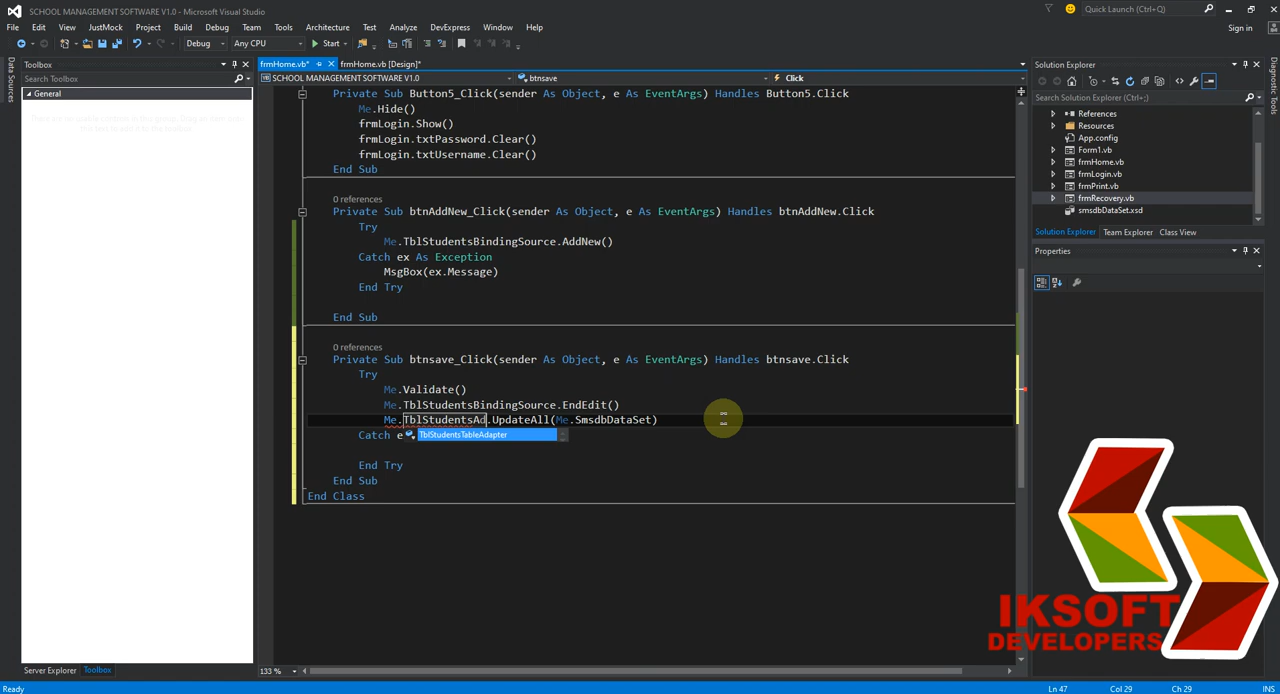 SCHOOL MANAGEMENT SOFTWARE V1.0 - Microsoft Visual Studio
Quick Launch (Ctrl+Q)
File Edit View JustMock Project Build Debug Team Tools Architecture Test Analyze DevExpress Window Help
Sign in
Debug Any CPU Start
Data Sources
Toolbox
Search Toolbox
General
Server Explorer Toolbox
frmHome.vb* frmHome.vb [Design]*
SCHOOL MANAGEMENT SOFTWARE V1.0 btnsave Click
Private Sub Button5_Click(sender As Object, e As EventArgs) Handles Button5.Click
Me.Hide()
frmLogin.Show()
frmLogin.txtPassword.Clear()
frmLogin.txtUsername.Clear()
End Sub
0 references
Private Sub btnAddNew_Click(sender As Object, e As EventArgs) Handles btnAddNew.Click
Try
Me.TblStudentsBindingSource.AddNew()
Catch ex As Exception
MsgBox(ex.Message)
End Try
End Sub
0 references
Private Sub btnsave_Click(sender As Object, e As EventArgs) Handles btnsave.Click
Try
Me.Validate()
Me.TblStudentsBindingSource.EndEdit()
Me.TblStudentsAd.UpdateAll(Me.SmsdbDataSet)
Catch e
TblStudentsTableAdapter
End Try
End Sub
End Class
133 %
Solution Explorer
Search Solution Explorer (Ctrl+;)
References
Resources
App.config
Form1.vb
frmHome.vb
frmLogin.vb
frmPrint.vb
frmRecovery.vb
smsdbDataSet.xsd
Solution Explorer Team Explorer Class View
Properties
Diagnostic Tools
IKSOFT
DEVELOPERS
Ready Ln 47 Col 29 Ch 29 INS